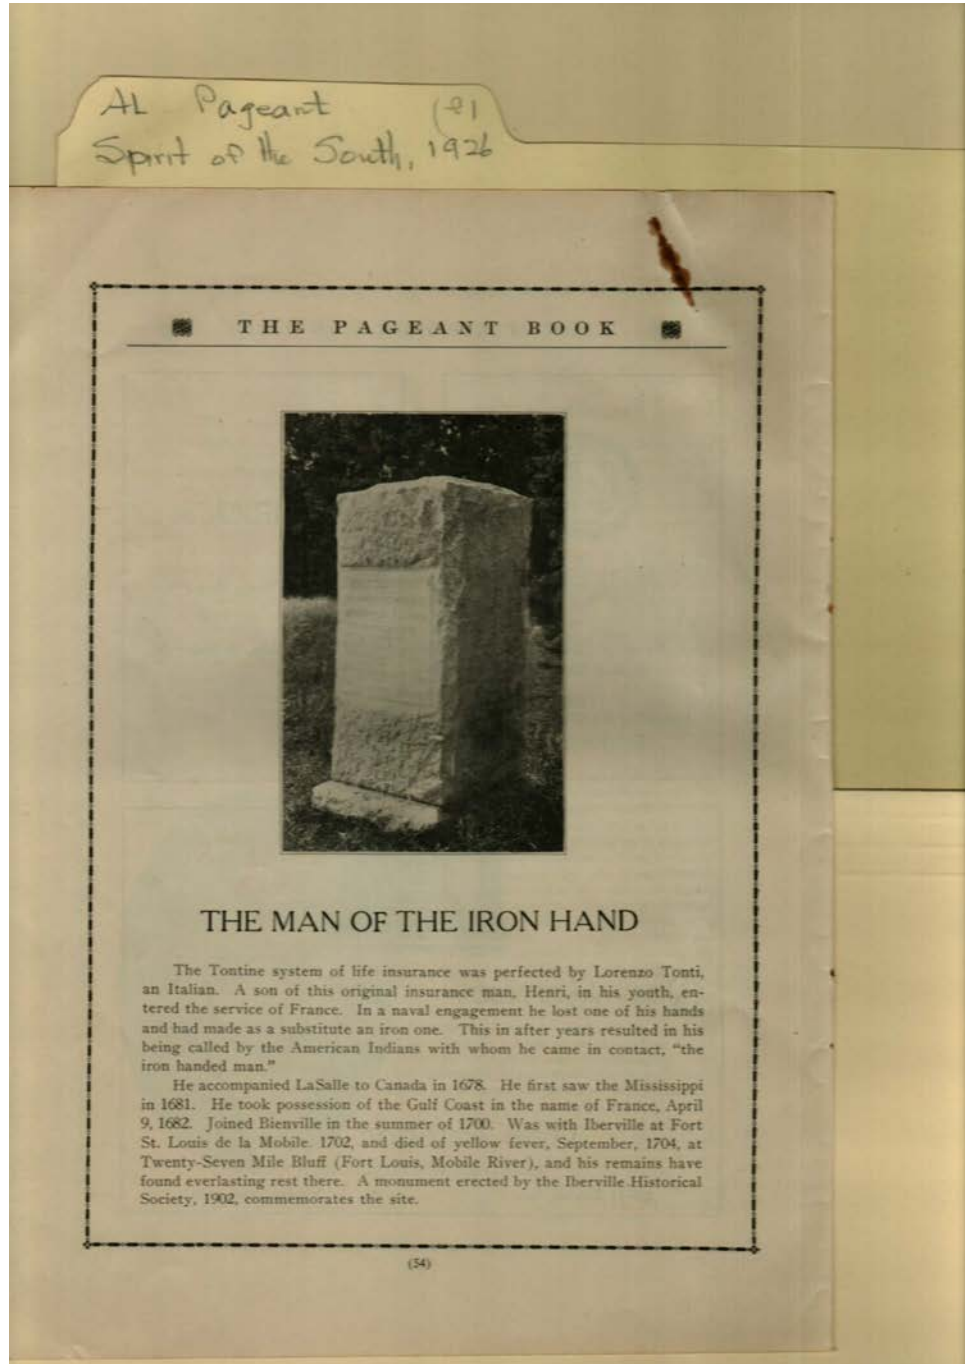 AL Pageant (e)
Spirit of the South, 1926
THE PAGEANT BOOK
THE MAN OF THE IRON HAND
The Tontine system of life insurance was perfected by Lorenzo Tonti,
an Italian. A son of this original insurance man, Henri, in his youth, en-
tered the service of France. In a naval engagement he lost one of his hands
and had made as a substitute an iron one. This in after years resulted in his
being called by the American Indians with whom he came in contact, “the
iron handed man.”
He accompanied LaSalle to Canada in 1678. He first saw the Mississippi
in 1681. He took possession of the Gulf Coast in the name of France, April
9, 1682. Joined Bienville in the summer of 1700. Was with Iberville at Fort
St. Louis de la Mobile. 1702, and died of yellow fever, September, 1704, at
Twenty-Seven Mile Bluff (Fort Louis, Mobile River), and his remains have
found everlasting rest there. A monument erected by the Iberville Historical
Society, 1902, commemorates the site.
(54)